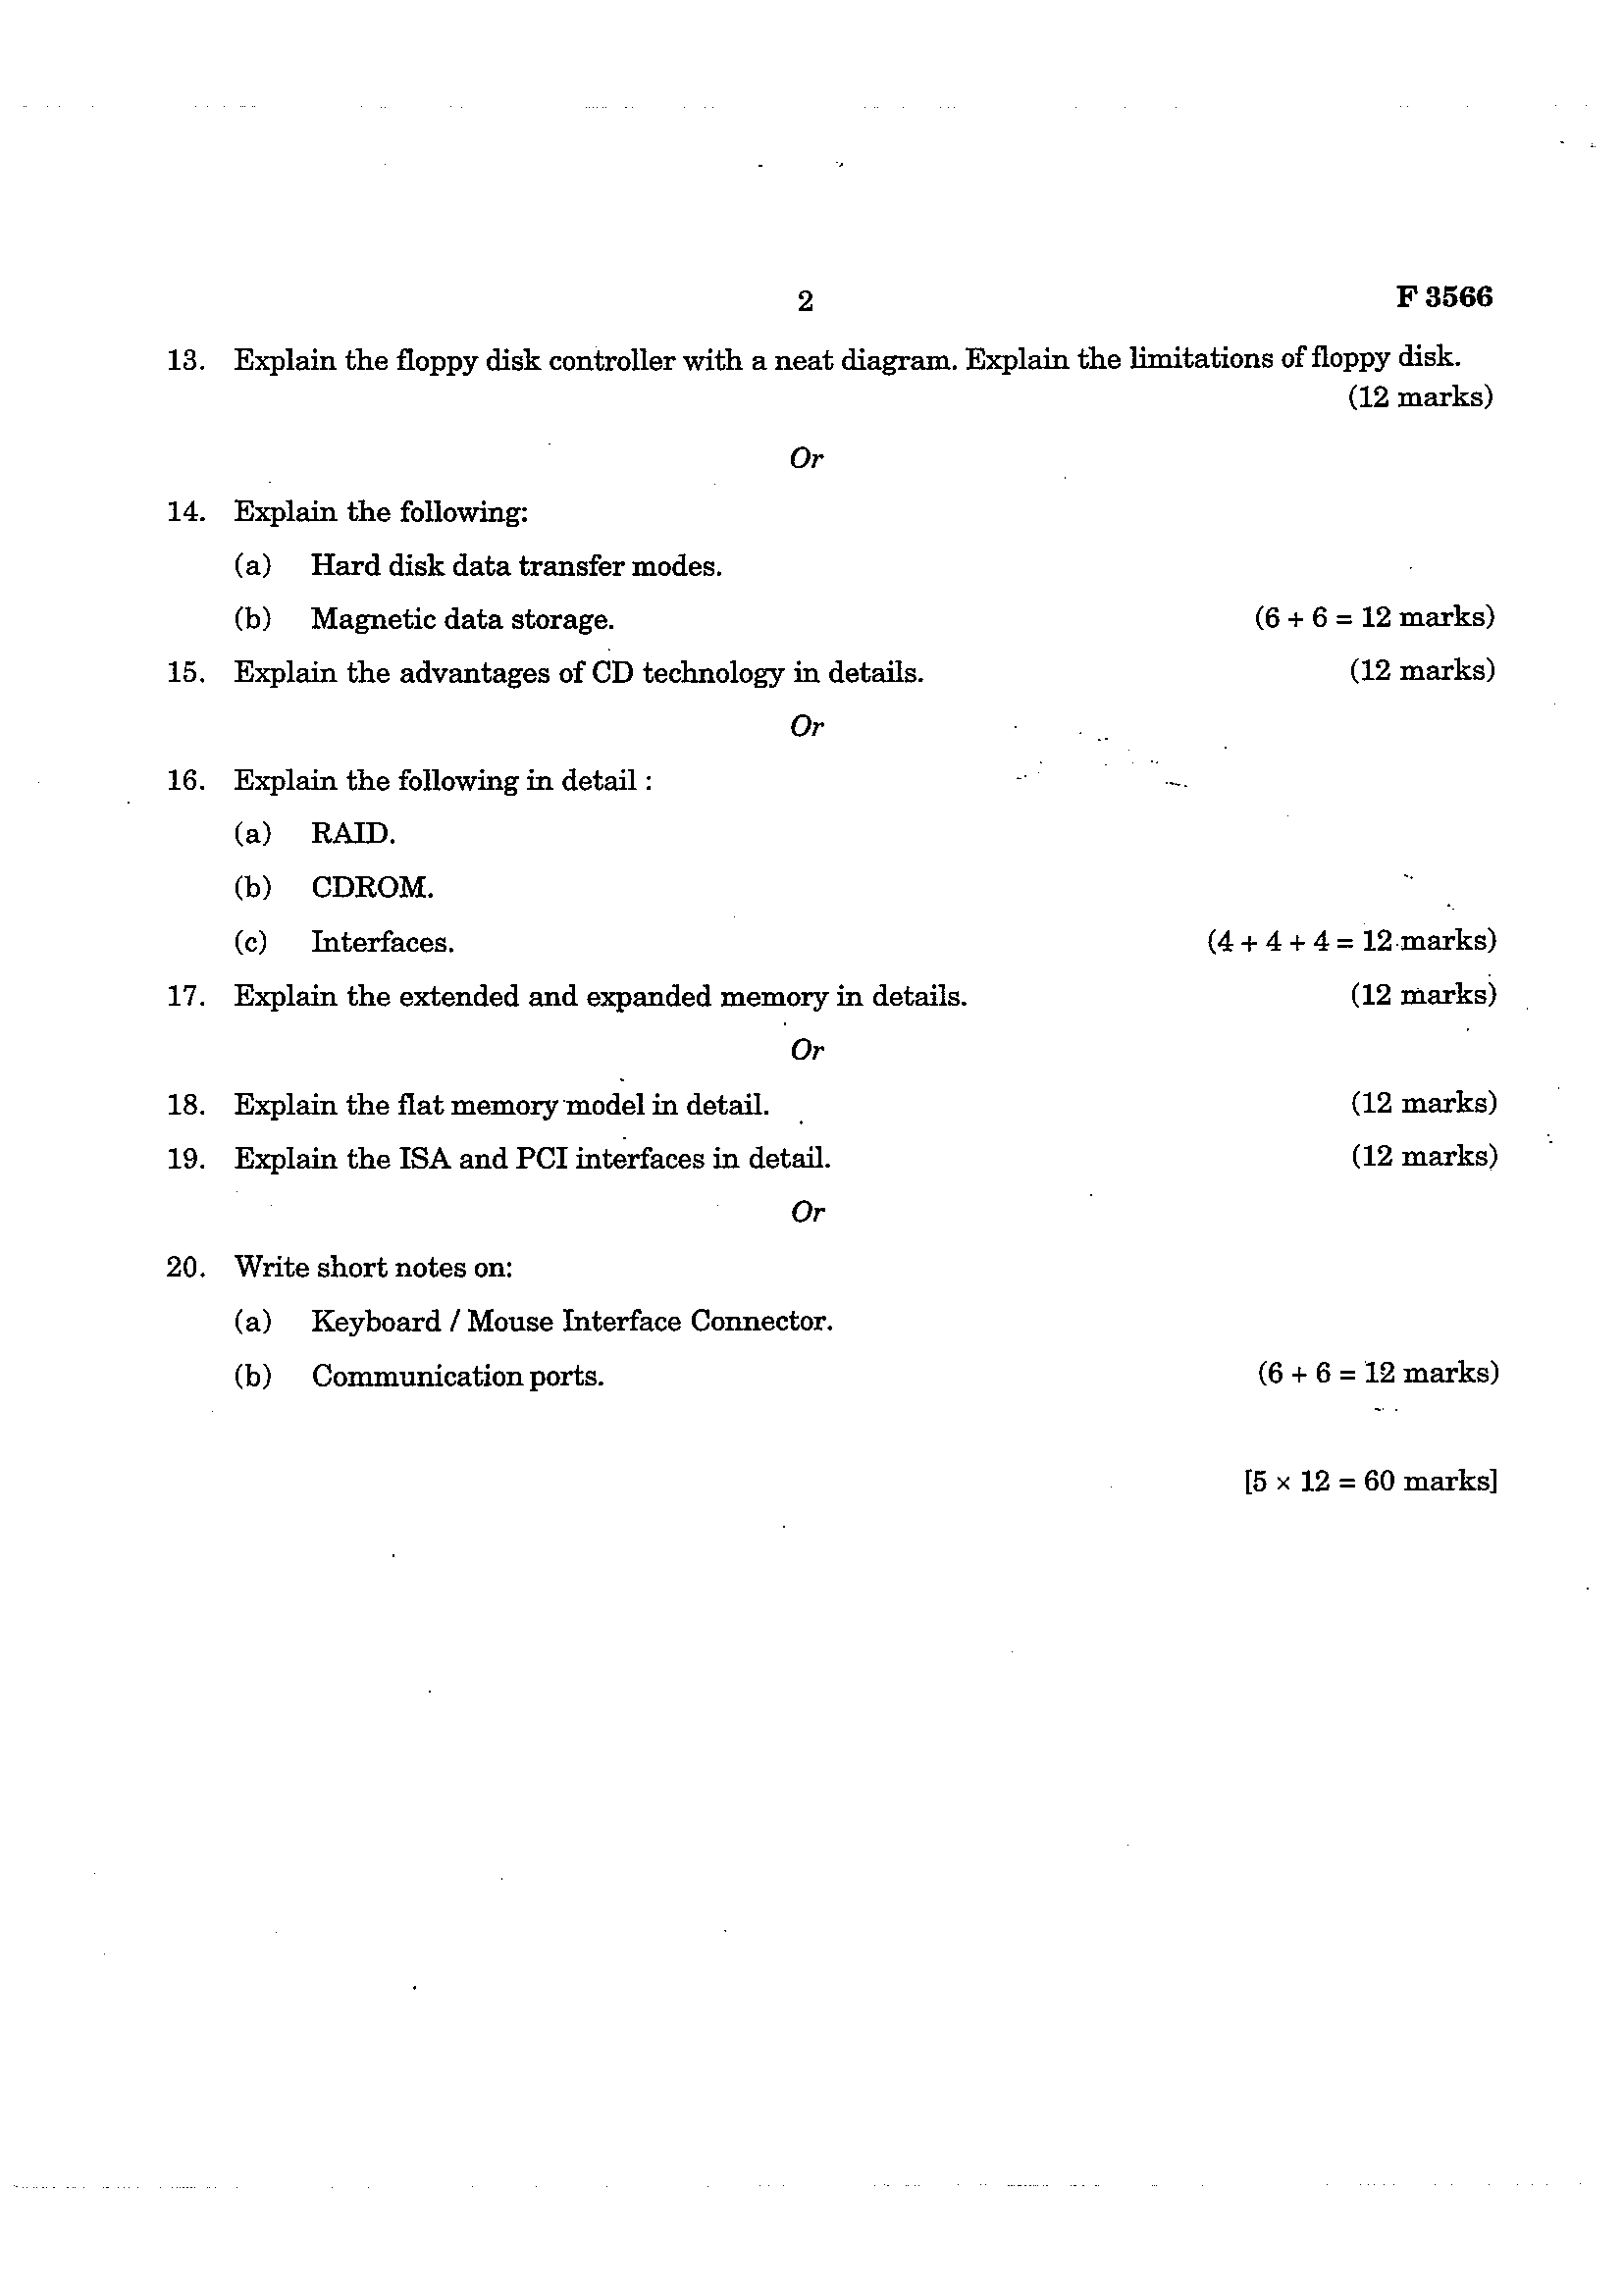 2
F 3566
13. Explain the floppy disk controller with a neat diagram. Explain the limitations of floppy disk.
(12 marks)
Or
14. Explain the following:
(a) Hard disk data transfer modes.
(b) Magnetic data storage. (6 + 6 = 12 marks)
15. Explain the advantages of CD technology in details. (12 marks)
Or
16. Explain the following in detail :
(a) RAID.
(b) CDROM.
(c) Interfaces. (4 + 4 + 4 = 12 marks)
17. Explain the extended and expanded memory in details. (12 marks)
Or
18. Explain the flat memory model in detail. (12 marks)
19. Explain the ISA and PCI interfaces in detail. (12 marks)
Or
20. Write short notes on:
(a) Keyboard / Mouse Interface Connector.
(b) Communication ports. (6 + 6 = 12 marks)
[5 × 12 = 60 marks]